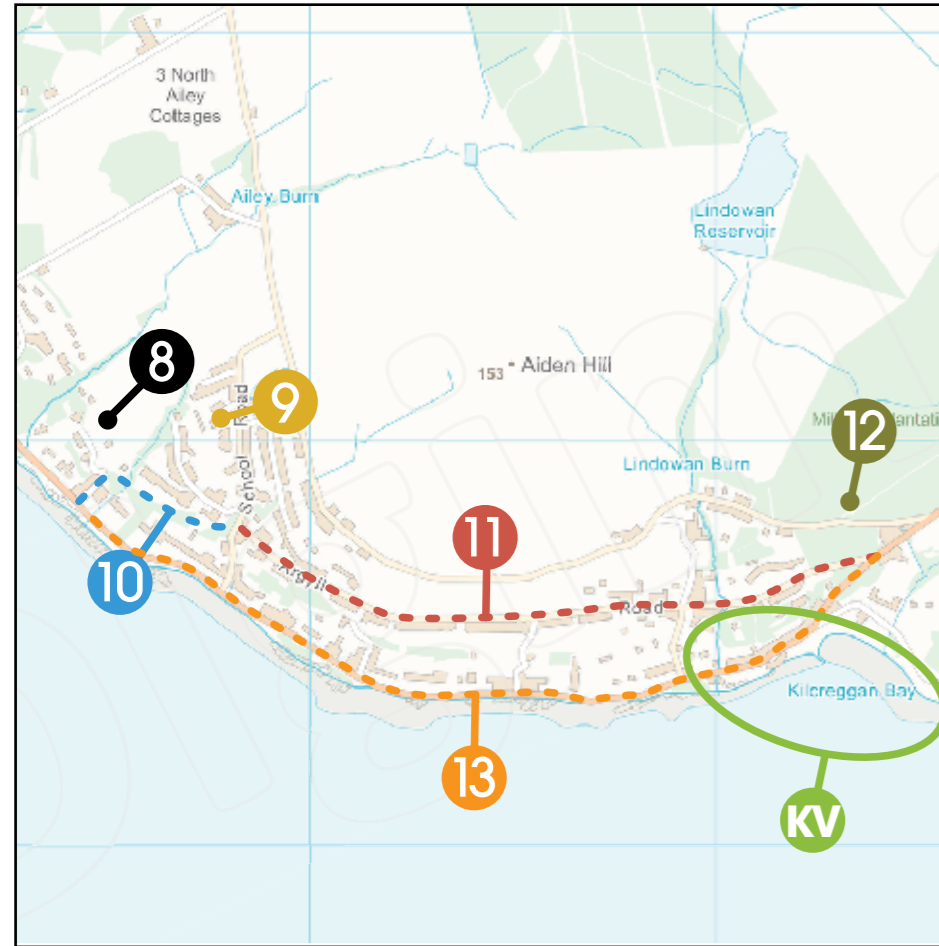 3 North
Ailey
Cottages
Ailey Burn
Lindowan
Reservoir
8
153
Aiden Hill
9
School Road
12
Lindowan Burn
11
10
Argyll
Road
Kilcreggan Bay
13
KV